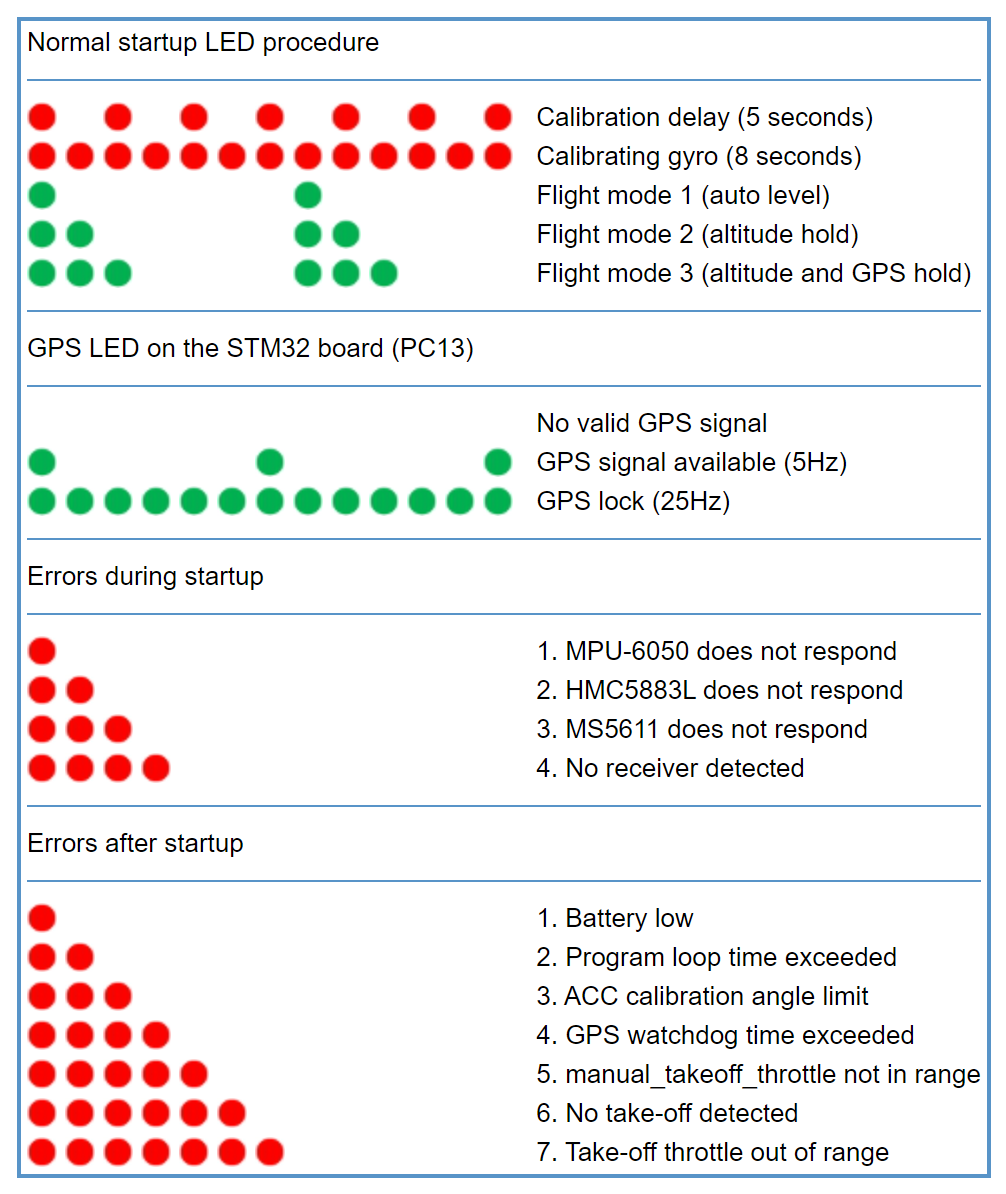 Normal startup LED procedure
Calibration delay (5 seconds)
Calibrating gyro (8 seconds)
Flight mode 1 (auto level)
Flight mode 2 (altitude hold)
Flight mode 3 (altitude and GPS hold)
GPS LED on the STM32 board (PC13)
No valid GPS signal
GPS signal available (5Hz)
GPS lock (25Hz)
Errors during startup
1. MPU-6050 does not respond
2. HMC5883L does not respond
3. MS5611 does not respond
4. No receiver detected
Errors after startup
1. Battery low
2. Program loop time exceeded
3. ACC calibration angle limit
4. GPS watchdog time exceeded
5. manual_takeoff_throttle not in range
6. No take-off detected
7. Take-off throttle out of range